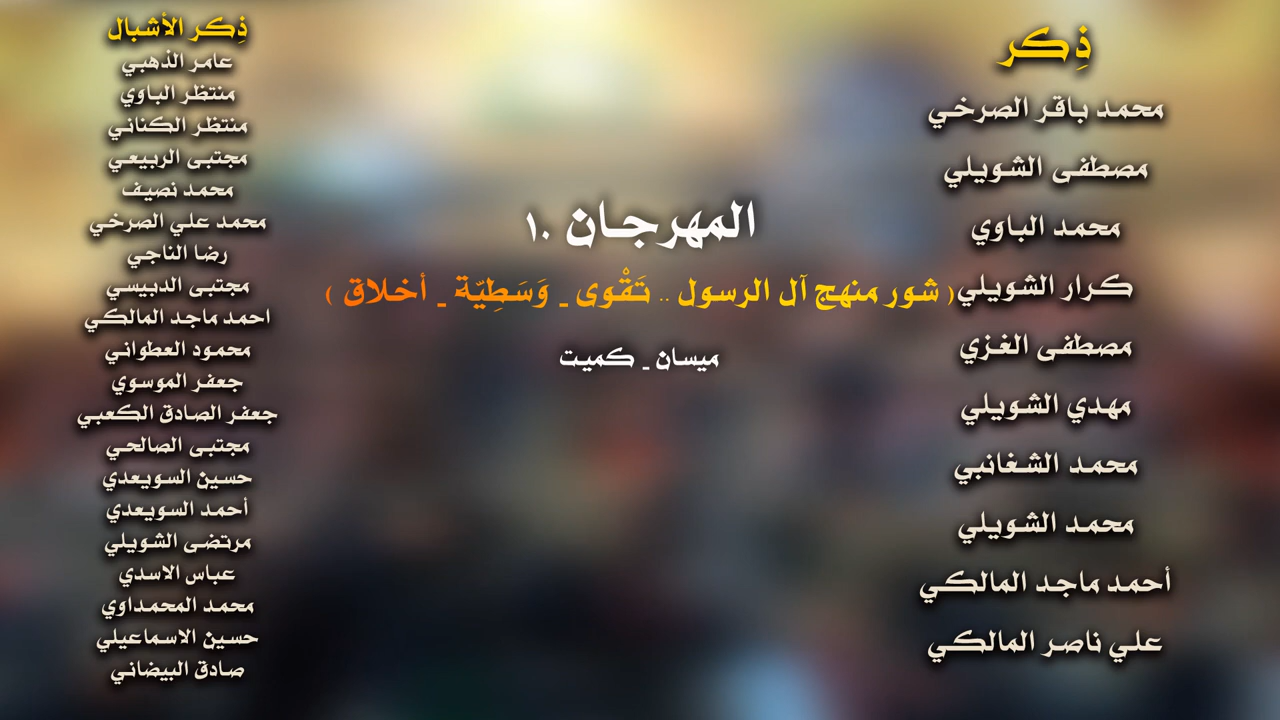 ذِكر
محمد باقر الصرخي
مصطفى الشويلي
محمد الباوي
كرار الشويلي
مصطفى الغزي
مهدي الشويلي
محمد الشغانبي
محمد الشويلي
أحمد ماجد المالكي
علي ناصر المالكي
المهرجان ١٠
( شور منهج آل الرسول .. تَقْوى ـ وَسَطِيّة ـ أخلاق )
ميسان ـ كميت
ذِكر الأشبال
عامر الذهبي
منتظر الباوي
منتظر الكناني
مجتبى الربيعي
محمد نصيف
محمد علي الصرخي
رضا الناجي
مجتبى الدبيسي
احمد ماجد المالكي
محمود العطواني
جعفر الموسوي
جعفر الصادق الكعبي
مجتبى الصالحي
حسين السويعدي
أحمد السويعدي
مرتضى الشويلي
عباس الاسدي
محمد المحمداوي
حسين الاسماعيلي
صادق البيضاني